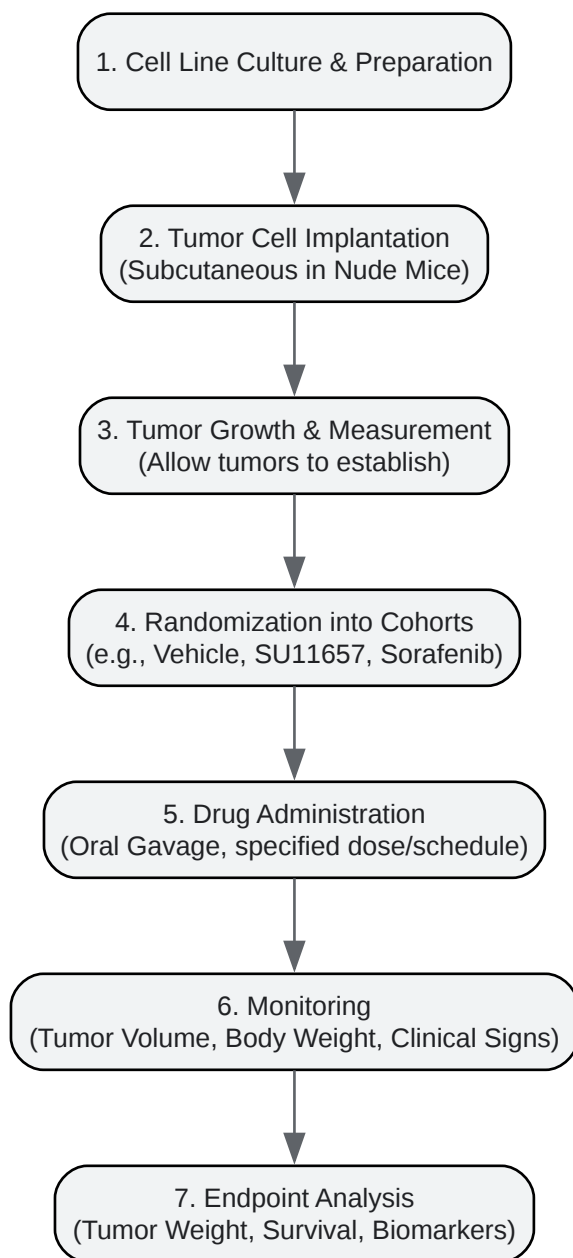 1. Cell Line Culture & Preparation
2. Tumor Cell Implantation
(Subcutaneous in Nude Mice)
3. Tumor Growth & Measurement
(Allow tumors to establish)
4. Randomization into Cohorts
(e.g., Vehicle, SU11657, Sorafenib)
5. Drug Administration
(Oral Gavage, specified dose/schedule)
6. Monitoring
(Tumor Volume, Body Weight, Clinical Signs)
7. Endpoint Analysis
(Tumor Weight, Survival, Biomarkers)